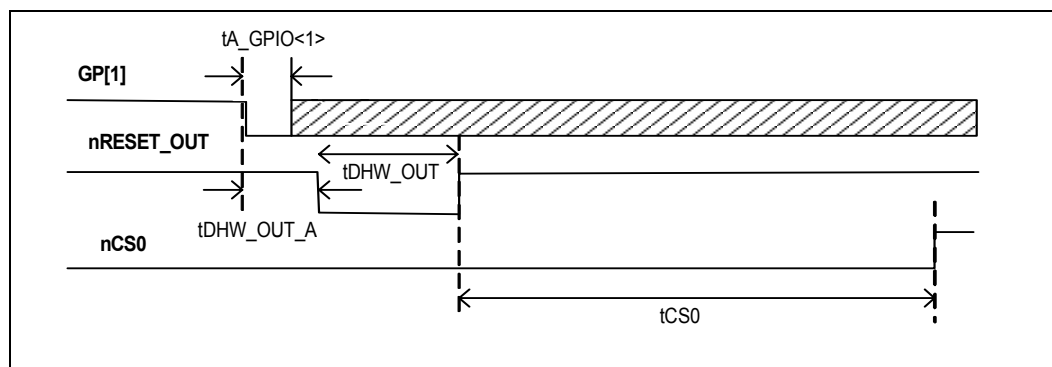 tA_GPIO<1>
GP[1]
nRESET_OUT
tDHW_OUT
tDHW_OUT_A
nCS0
tCS0